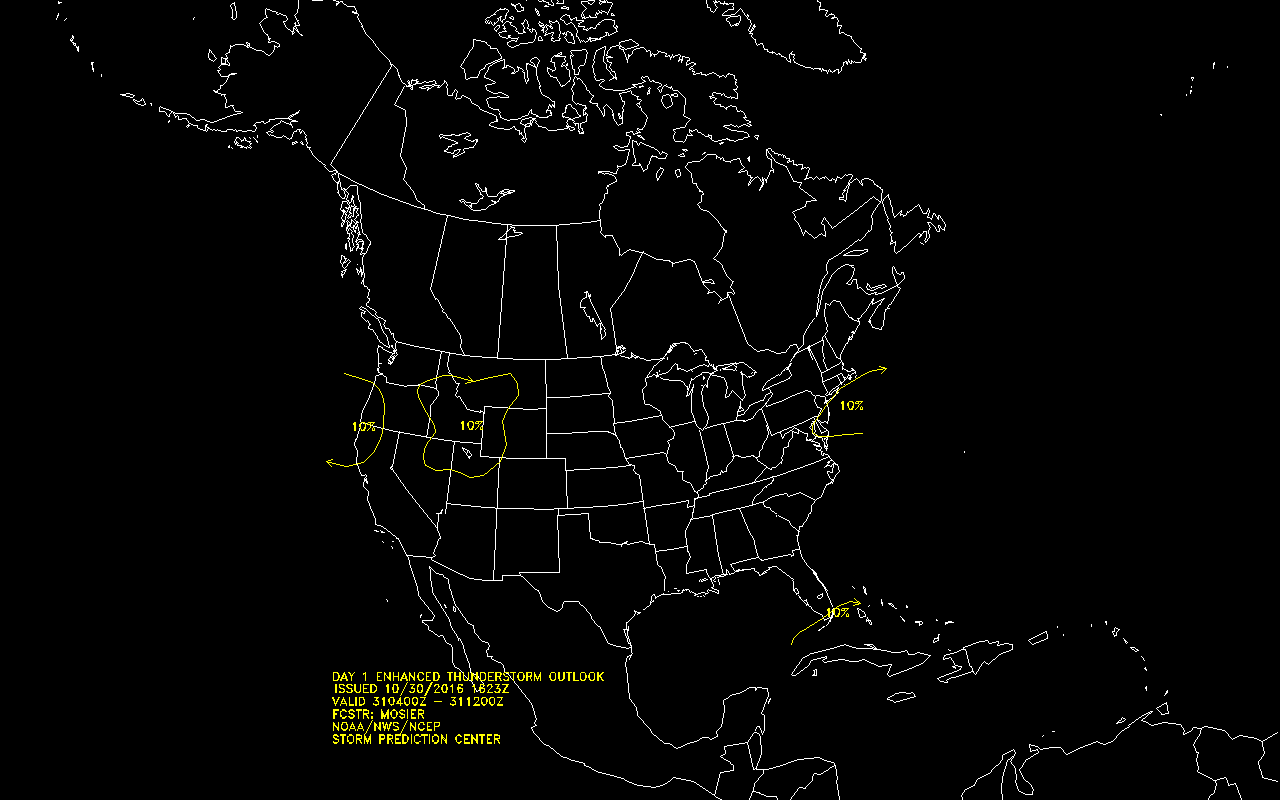 10%
10%
10%
10%
DAY 1 ENHANCED THUNDERSTORM OUTLOOK
ISSUED 10/30/2016 1623Z
VALID 310400Z - 311200Z
FCSTR: MOSIER
NOAA/NWS/NCEP
STORM PREDICTION CENTER